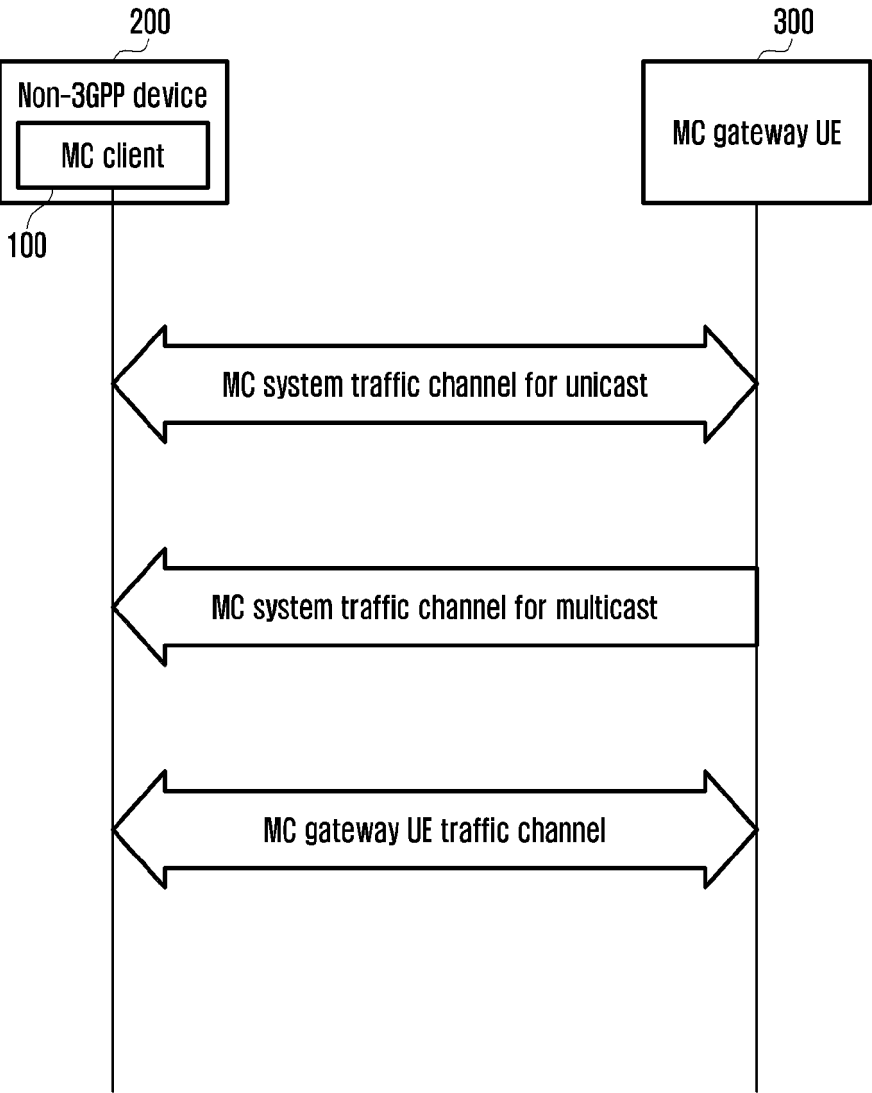 200
300
Non-3GPP device
MC client
MC gateway UE
100
MC system traffic channel for unicast
MC system traffic channel for multicast
MC gateway UE traffic channel